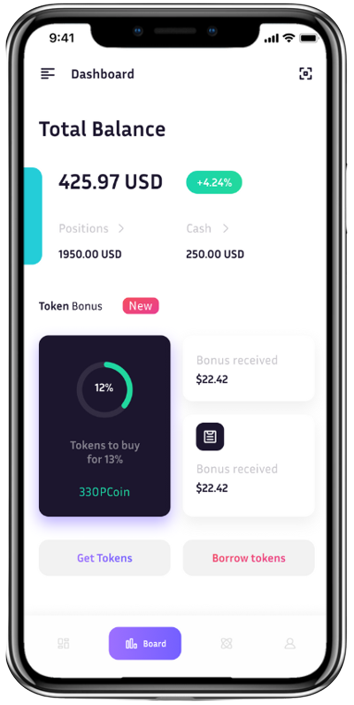 9:41
Dashboard
Total Balance
425.97 USD
+4.24%
Positions
Cash
1950.00 USD
250.00 USD
Token Bonus
New
12%
Tokens to buy
for 13%
330PCoin
Bonus received
$22.42
Bonus received
$22.42
Get Tokens
Borrow tokens
Board